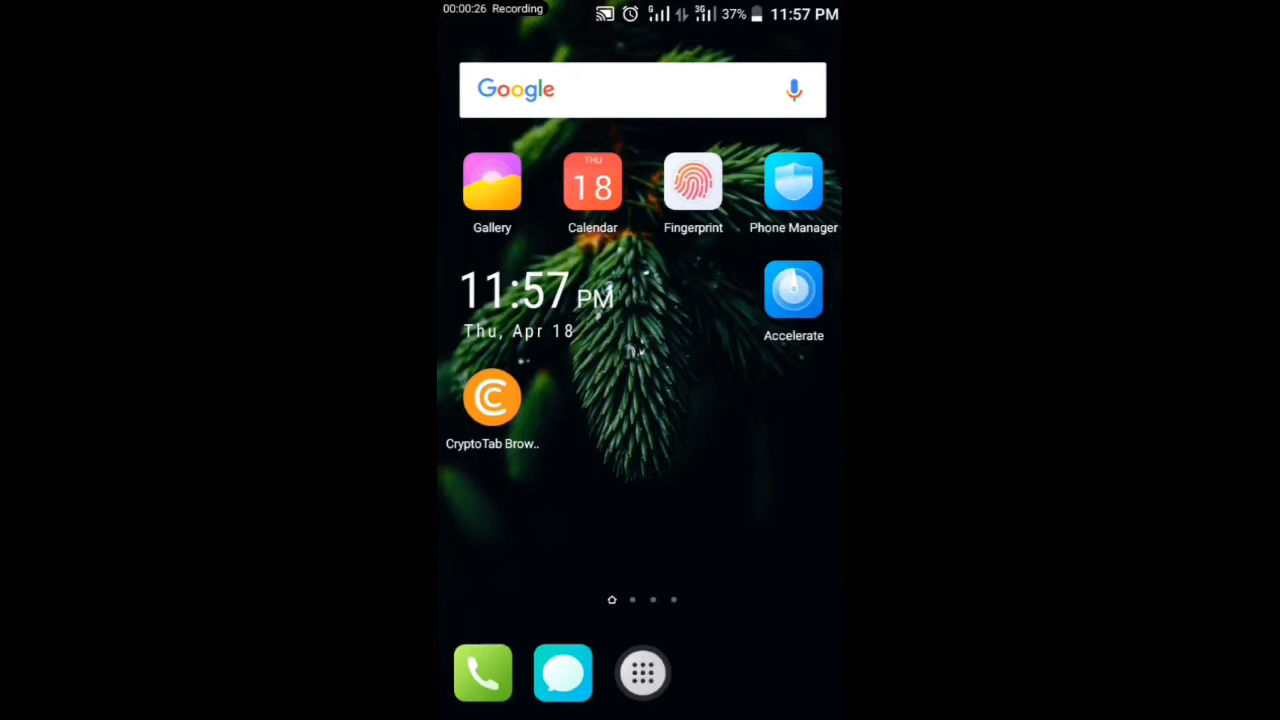 00:00:26 Recording
G 3G 37% 11:57 PM
Google
THU
18
Gallery Calendar Fingerprint Phone Manager
11:57 PM
Thu, Apr 18
Accelerate
CryptoTab Brow..